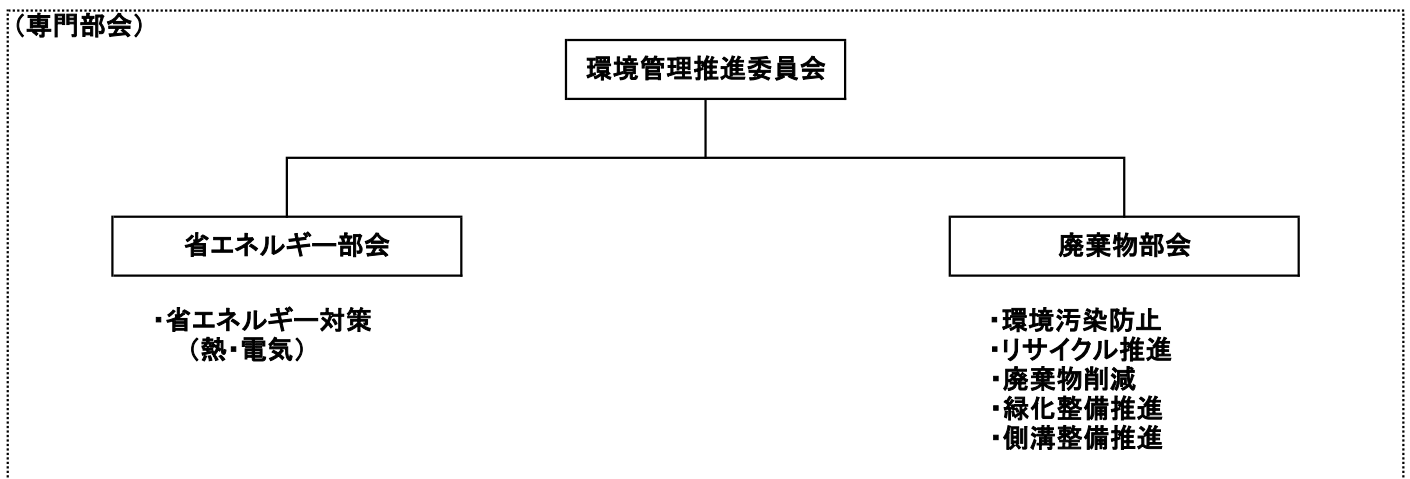 （専門部会）
環境管理推進委員会
省エネルギー部会
廃棄物部会
・省エネルギー対策
（熱・電気）
・環境汚染防止
・リサイクル推進
・廃棄物削減
・緑化整備推進
・側溝整備推進